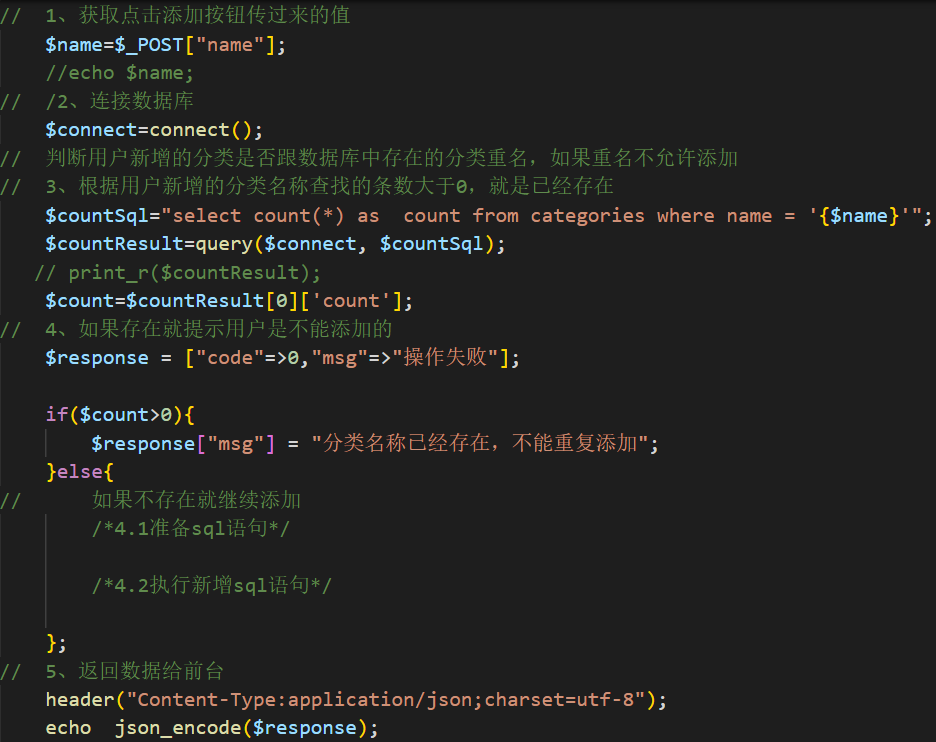 //  1、获取点击添加按钮传过来的值
    $name=$_POST["name"];
    //echo $name;
//  /2、连接数据库
    $connect=connect();
//  判断用户新增的分类是否跟数据库中存在的分类重名，如果重名不允许添加
//  3、根据用户新增的分类名称查找的条数大于0，就是已经存在
    $countSql="select count(*) as  count from categories where name = '{$name}'";
    $countResult=query($connect, $countSql);
   // print_r($countResult);
    $count=$countResult[0]['count'];
//  4、如果存在就提示用户是不能添加的
    $response = ["code"=>0,"msg"=>"操作失败"];
    if($count>0){
        $response["msg"] = "分类名称已经存在，不能重复添加";
    }else{
//      如果不存在就继续添加
        /*4.1准备sql语句*/
        /*4.2执行新增sql语句*/
    };
//  5、返回数据给前台
    header("Content-Type:application/json;charset=utf-8");
    echo  json_encode($response);